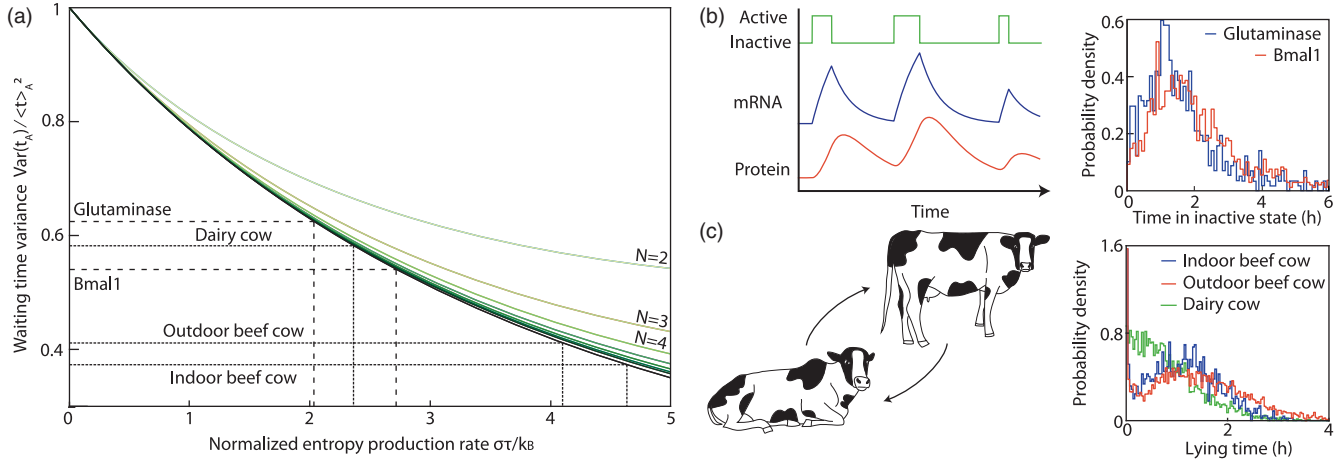 (a)
Waiting time variance Var(t_A) / <t>_A²
1
0.8
0.6
0.4
Glutaminase
Dairy cow
Bmal1
Outdoor beef cow
Indoor beef cow
N=2
N=3
N=4
0 1 2 3 4 5
Normalized entropy production rate στ/k_B
(b)
Active
Inactive
mRNA
Protein
Time
Probability density
0.6
0.4
0.2
0
Glutaminase
Bmal1
0 2 4 6
Time in inactive state (h)
(c)
Probability density
1.6
0.8
0
Indoor beef cow
Outdoor beef cow
Dairy cow
0 2 4
Lying time (h)